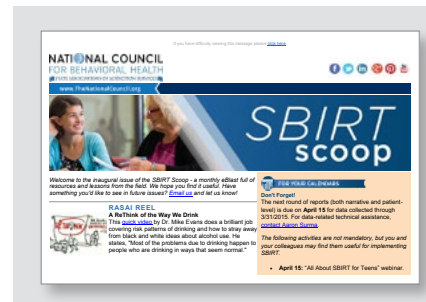 If you have difficulty viewing this message please click here.
NATIONAL COUNCIL
FOR BEHAVIORAL HEALTH
www.TheNationalCouncil.org
SBIRT
scoop
Welcome to the inaugural issue of the SBIRT Scoop - a monthly eBlast full of
resources and lessons from the field. We hope you find it useful. Have
something you'd like to see in future issues? Email us and let us know!
RASAI REEL
A ReThink of the Way We Drink
This quick video by Dr. Mike Evans does a brilliant job
covering risk patterns of drinking and how to stray away
from black and white ideas about alcohol use. He
states, "Most of the problems due to drinking happen to
people who are drinking in ways that seem normal."
FOR YOUR CALENDARS
Don't Forget!
The next round of reports (both narrative and patient-
level) is due on April 15 for data collected through
3/31/2015. For data-related technical assistance,
contact Aaron Surma.
The following activities are not mandatory, but you and
your colleagues may find them useful for implementing
SBIRT.
• April 15: "All About SBIRT for Teens" webinar.